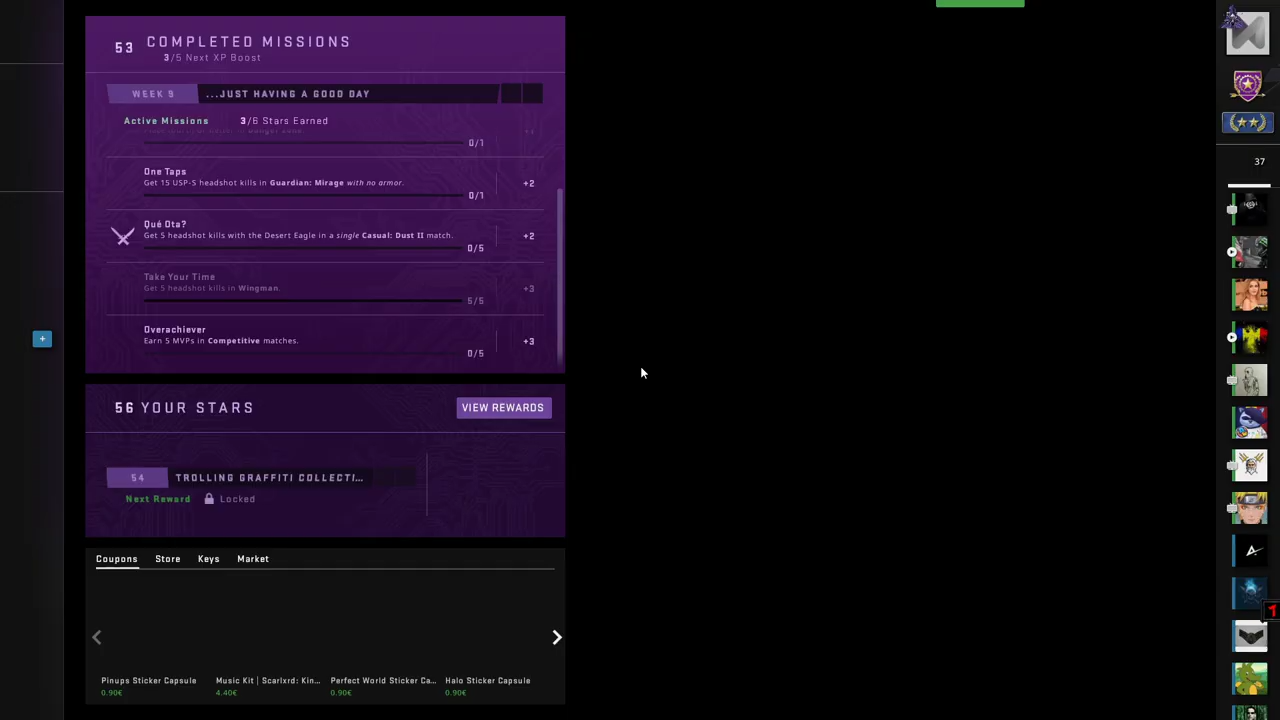 53 COMPLETED MISSIONS
3/5 Next XP Boost
WEEK 5 ...JUST HAVING A GOOD DAY
Active Missions 3/6 Stars Earned
0/1
One Taps
Get 15 USP-S headshot kills in Guardian: Mirage with no armor.
+2
0/1
Qué Ota?
Get 5 headshot kills with the Desert Eagle in a single Casual: Dust II match.
+2
0/5
Take Your Time
Get 5 headshot kills in Wingman.
+3
5/5
Overachiever
Earn 5 MVPs in Competitive matches.
+3
0/5
56 YOUR STARS
VIEW REWARDS
54 TROLLING GRAFFITI COLLECTI...
Next Reward Locked
Coupons Store Keys Market
Pinups Sticker Capsule
0.90€
Music Kit | Scarlxrd: Kin...
4.40€
Perfect World Sticker Ca...
0.90€
Halo Sticker Capsule
0.90€
37
1